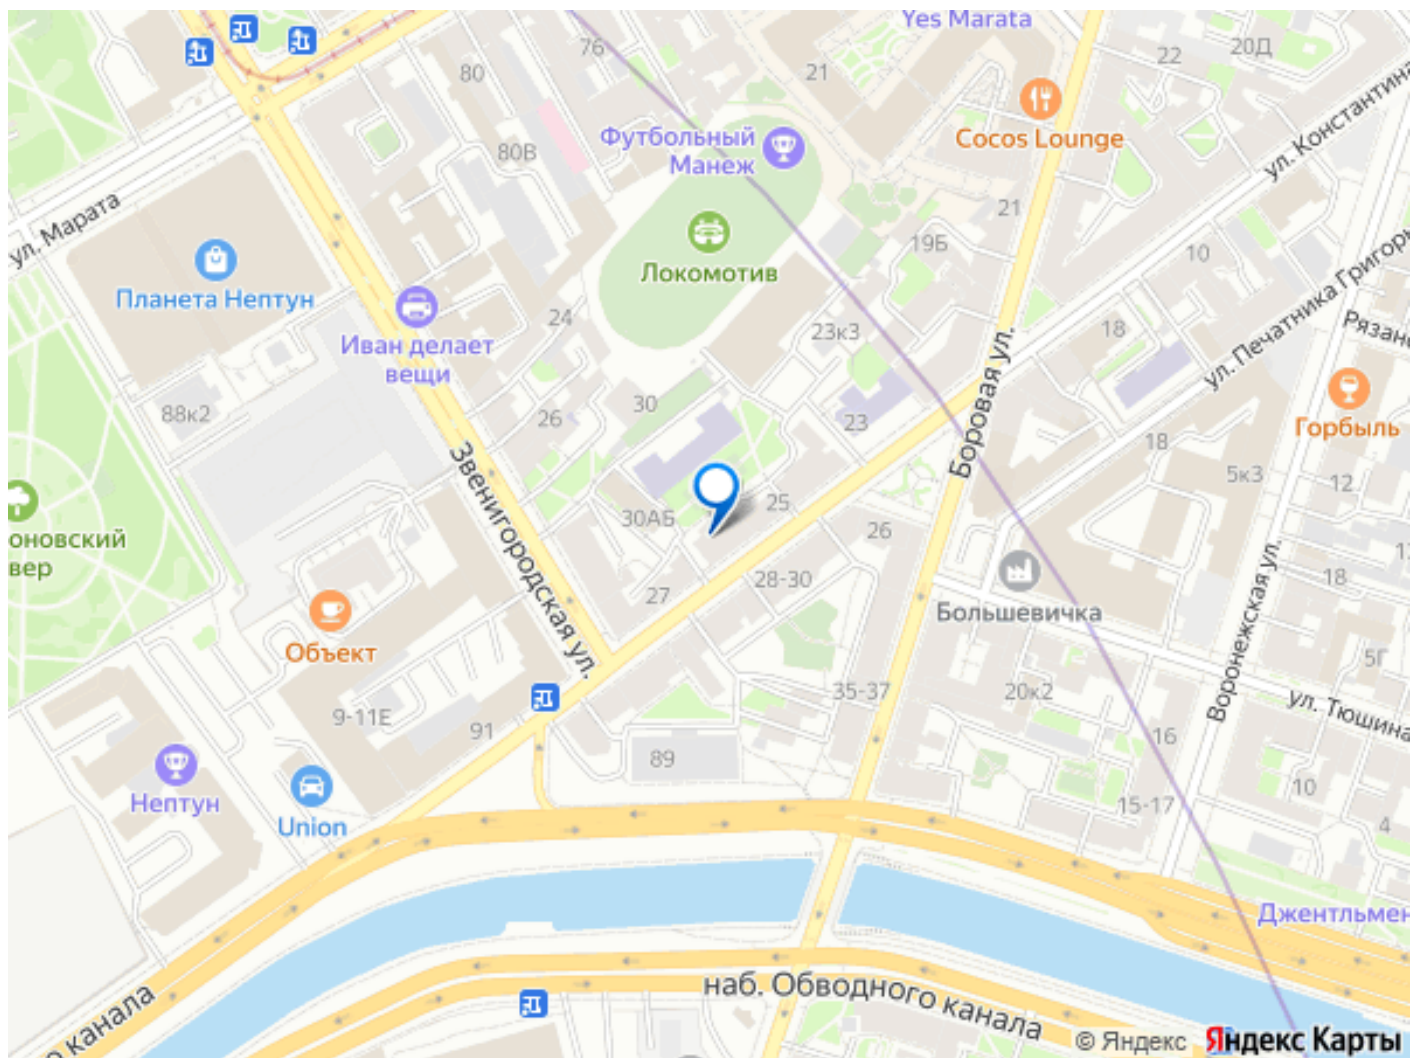 Yes Marata
76
22
20Д
80
21
ул. Константина
Cocos Lounge
Футбольный
Манеж
80В
ул. Марата
21
19Б
10
ул. Печатника Григорь
Локомотив
Планета Нептун
Иван делает
вещи
24
23к3
18
Рязанс
88к2
26
30
23
Боровая ул.
Горбыль
18
5к3
12
Звенигородская ул.
30АБ
25
26
оновский
вер
28-30
27
Большевичка
18
Воронежская ул.
Объект
5Г
35-37
20к2
ул. Тюшина
9-11Е
91
16
89
10
Нептун
15-17
Union
4
Джентльмен
наб. Обводного канала
о канала
© Яндекс Яндекс Карты